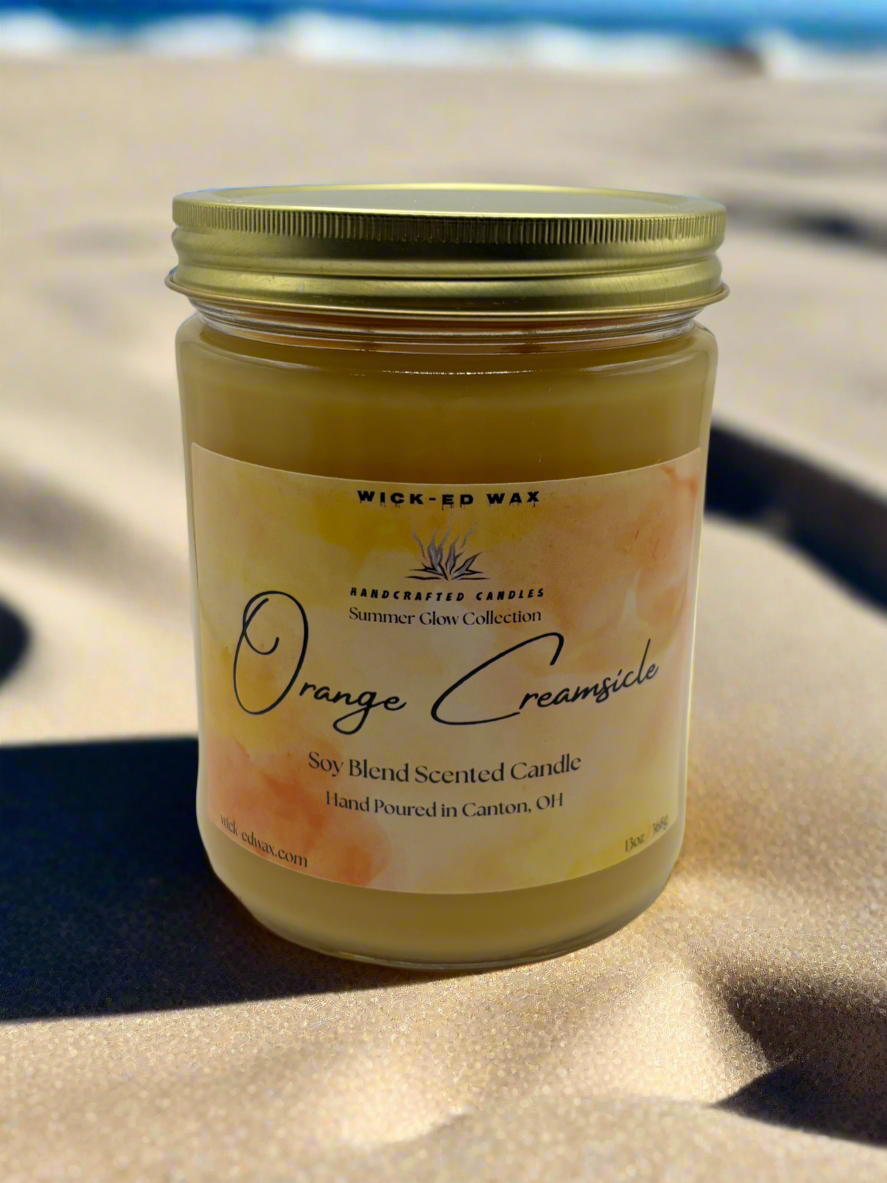 WICK-ED WAX
HANDCRAFTED CANDLES
Summer Glow Collection
Orange Creamsicle
Soy Blend Scented Candle
Hand Poured in Canton, OH
wick-edwax.com
13oz 368g